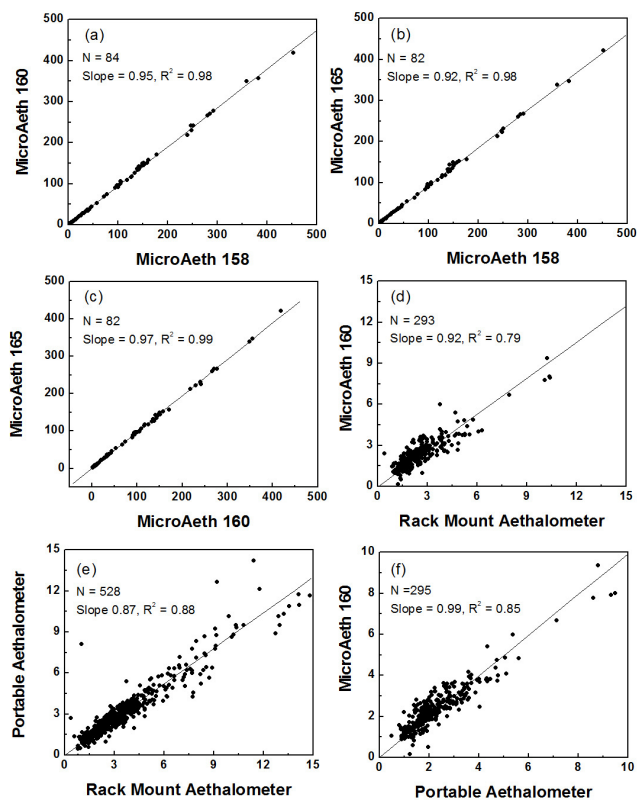 (a)
N = 84
Slope = 0.95, R² = 0.98
MicroAeth 160
500
400
300
200
100
0
0 100 200 300 400 500
MicroAeth 158
(b)
N = 82
Slope = 0.92, R² = 0.98
MicroAeth 165
500
400
300
200
100
0
0 100 200 300 400 500
MicroAeth 158
(c)
N = 82
Slope = 0.97, R² = 0.99
MicroAeth 165
500
400
300
200
100
0
0 100 200 300 400 500
MicroAeth 160
(d)
N = 293
Slope = 0.92, R² = 0.79
MicroAeth 160
15
12
9
6
3
0
0 3 6 9 12 15
Rack Mount Aethalometer
(e)
N = 528
Slope 0.87, R² = 0.88
Portable Aethalometer
15
12
9
6
3
0
0 3 6 9 12 15
Rack Mount Aethalometer
(f)
N =295
Slope = 0.99, R² = 0.85
MicroAeth 160
10
8
6
4
2
0
0 2 4 6 8 10
Portable Aethalometer